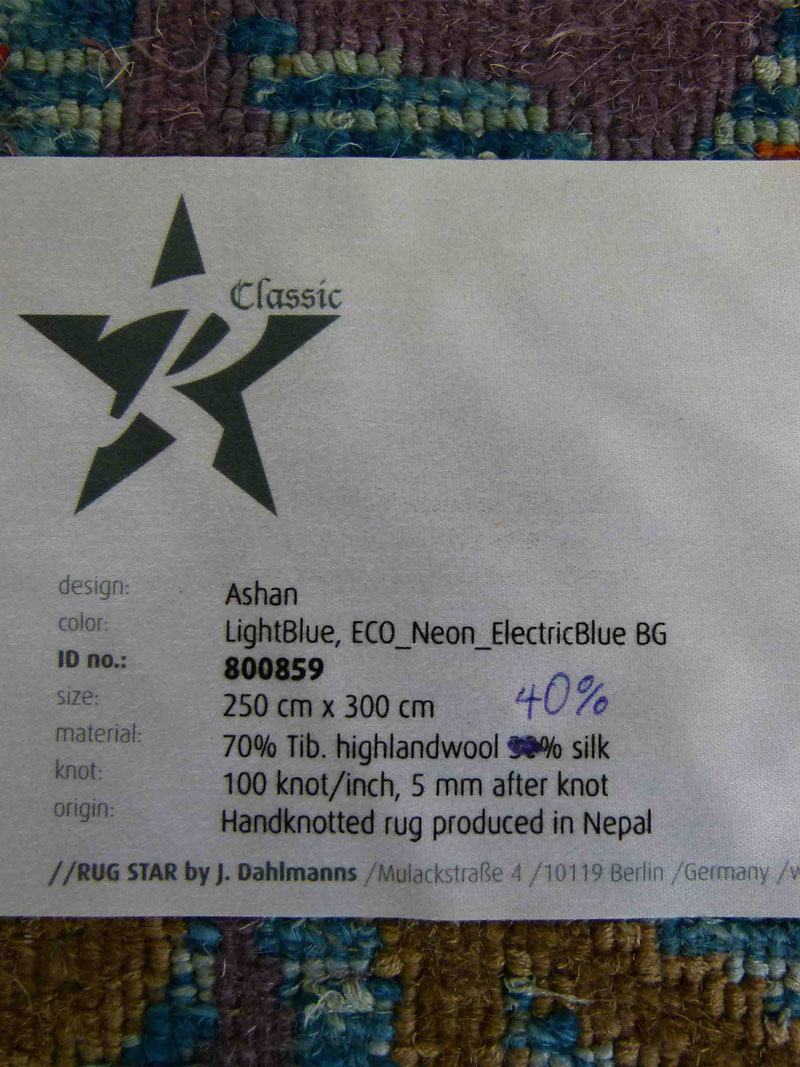 Classic
design: Ashan
color: LightBlue, ECO_Neon_ElectricBlue BG
ID no.: 800859
size: 250 cm x 300 cm
40%
material: 70% Tib. highlandwool % silk
knot: 100 knot/inch, 5 mm after knot
origin: Handknotted rug produced in Nepal
//RUG STAR by J. Dahlmanns /Mulackstraße 4 /10119 Berlin /Germany /w